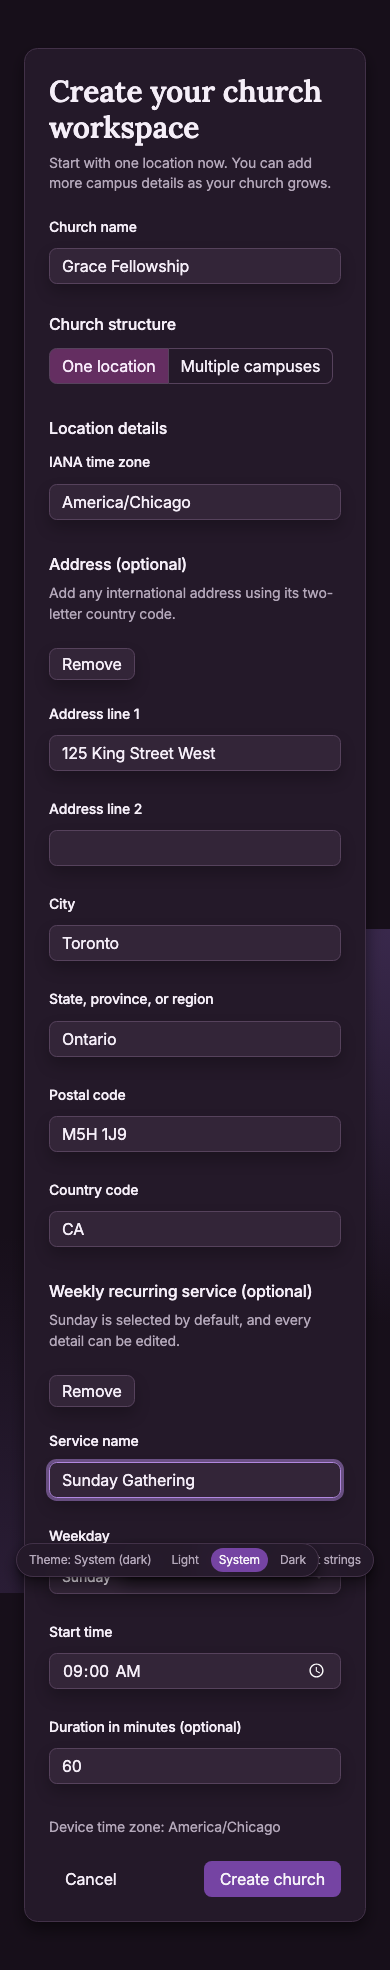 Create your church
workspace
Start with one location now. You can add
more campus details as your church grows.
Church name
Grace Fellowship
Church structure
One location
Multiple campuses
Location details
IANA time zone
America/Chicago
Address (optional)
Add any international address using its two-
letter country code.
Remove
Address line 1
125 King Street West
Address line 2
City
Toronto
State, province, or region
Ontario
Postal code
M5H 1J9
Country code
CA
Weekly recurring service (optional)
Sunday is selected by default, and every
detail can be edited.
Remove
Service name
Sunday Gathering
Weekday
Theme: System (dark)
Light
System
Dark
strings
Sunday
Start time
09:00 AM
Duration in minutes (optional)
60
Device time zone: America/Chicago
Cancel
Create church